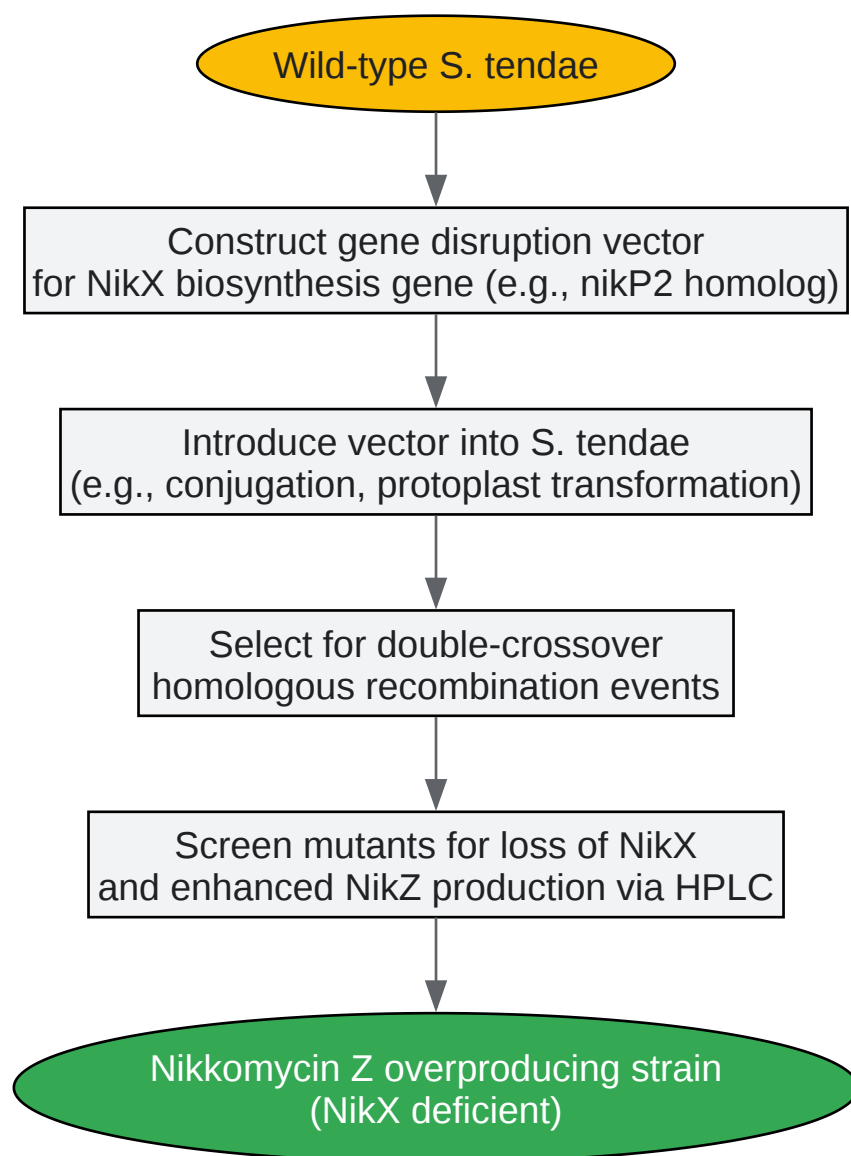 Wild-type S. tendae
Construct gene disruption vector
for NikX biosynthesis gene (e.g., nikP2 homolog)
Introduce vector into S. tendae
(e.g., conjugation, protoplast transformation)
Select for double-crossover
homologous recombination events
Screen mutants for loss of NikX
and enhanced NikZ production via HPLC
Nikkomycin Z overproducing strain
(NikX deficient)